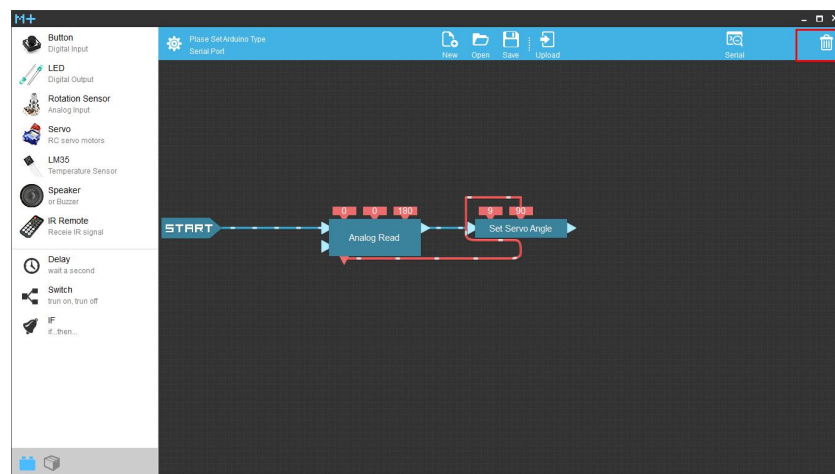 M+
Button
Digital Input
LED
Digital Output
Rotation Sensor
Analog Input
Servo
RC servo motors
LM35
Temperature Sensor
Speaker
or Buzzer
IR Remote
Receie IR signal
Delay
wait a second
Switch
trun on, trun off
IF
if...then...
Plase Set Arduino Type
Serial Port
New Open Save Upload
Serial
START
0 0 180
Analog Read
9 90
Set Servo Angle